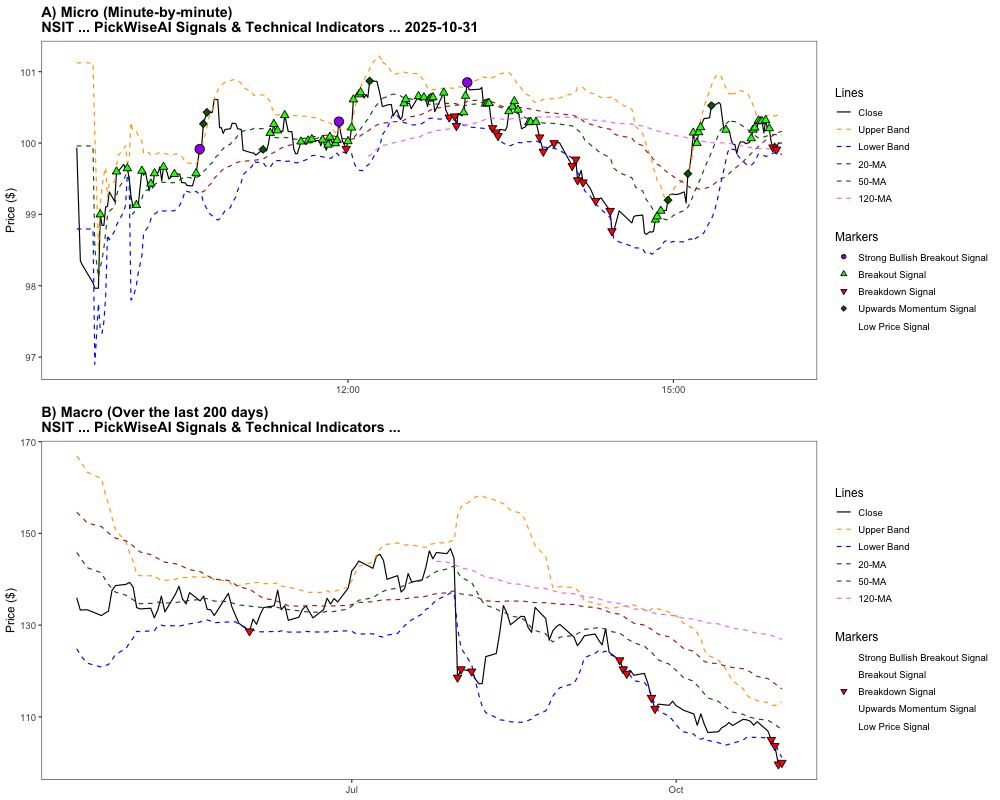 A) Micro (Minute-by-minute)
NSIT ... PickWiseAI Signals & Technical Indicators ... 2025-10-31
Price ($)
101
100
99
98
97
12:00
15:00
Lines
Close
Upper Band
Lower Band
20-MA
50-MA
120-MA
Markers
Strong Bullish Breakout Signal
Breakout Signal
Breakdown Signal
Upwards Momentum Signal
Low Price Signal
B) Macro (Over the last 200 days)
NSIT ... PickWiseAI Signals & Technical Indicators ...
Price ($)
170
150
130
110
Jul
Oct
Lines
Close
Upper Band
Lower Band
20-MA
50-MA
120-MA
Markers
Strong Bullish Breakout Signal
Breakout Signal
Breakdown Signal
Upwards Momentum Signal
Low Price Signal